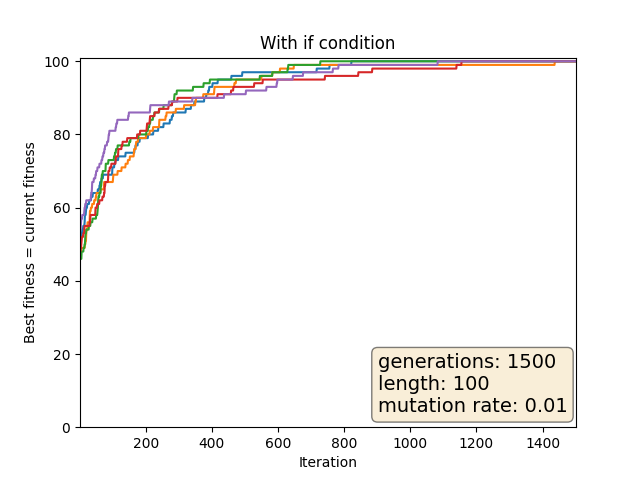 With if condition
Best fitness = current fitness
100
80
60
40
20
0
200 400 600 800 1000 1200 1400
Iteration
generations: 1500
length: 100
mutation rate: 0.01